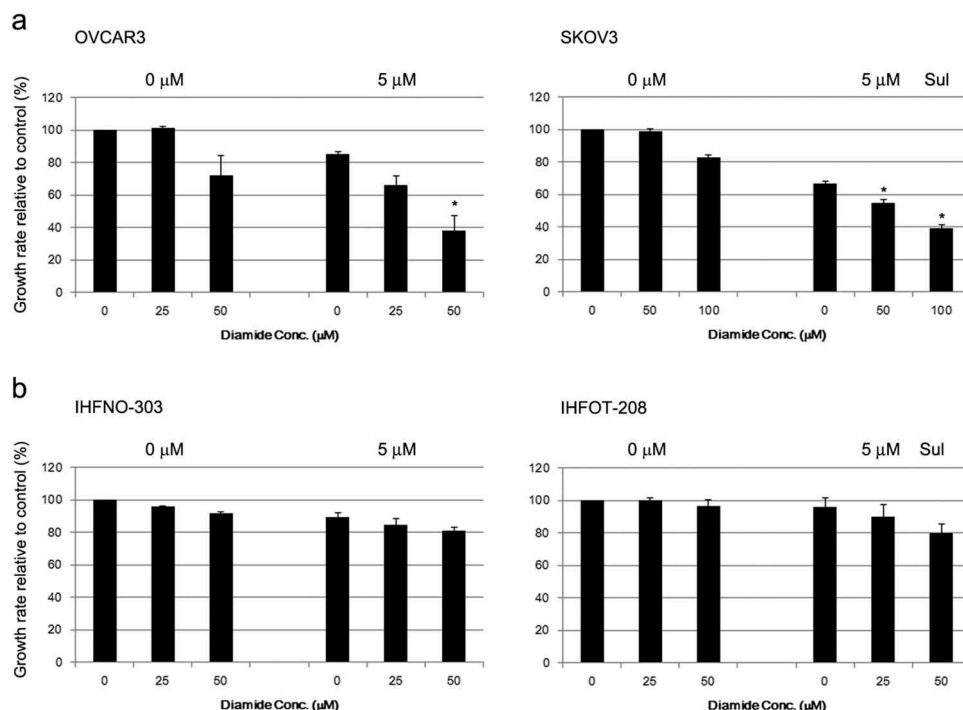 a
OVCAR3
SKOV3
0 μM 5 μM
0 μM 5 μM Sul
Growth rate relative to control (%)
120
100
80
60
40
20
0
0 25 50 0 25 50
Diamide Conc. (μM)
*
120
100
80
60
40
20
0
0 50 100 0 50 100
Diamide Conc. (μM)
*
*
b
IHFNO-303
IHFOT-208
0 μM 5 μM
0 μM 5 μM Sul
Growth rate relative to control (%)
120
100
80
60
40
20
0
0 25 50 0 25 50
Diamide Conc. (μM)
120
100
80
60
40
20
0
0 25 50 0 25 50
Diamide Conc. (μM)